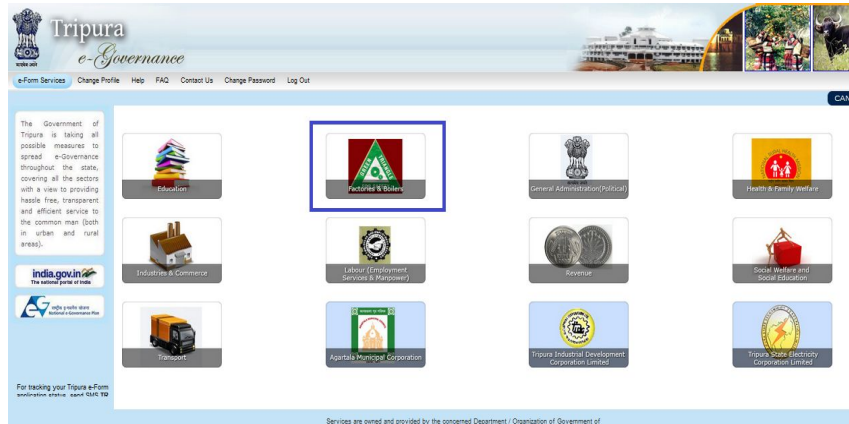 Tripura
e-Governance
सत्यमेव जयते
e-Form Services Change Profile Help FAQ Contact Us Change Password Log Out
CAN
The Government of
Tripura is taking all
possible measures to
spread e-Governance
throughout the state,
covering all the sectors
with a view to providing
hassle free, transparent
and efficient service to
the common man (both
in urban and rural
areas).
Education
Factories & Boilers
General Administration(Political)
Health & Family Welfare
india.gov.in
The national portal of India
Industries & Commerce
Labour (Employment
Services & Manpower)
Revenue
Social Welfare and
Social Education
National e-Governance Plan
Transport
Agartala Municipal Corporation
Tripura Industrial Development
Corporation Limited
Tripura State Electricity
Corporation Limited
For tracking your Tripura e-Form
application status, send SMS TR
Services are owned and provided by the concerned Department / Organization of Government of